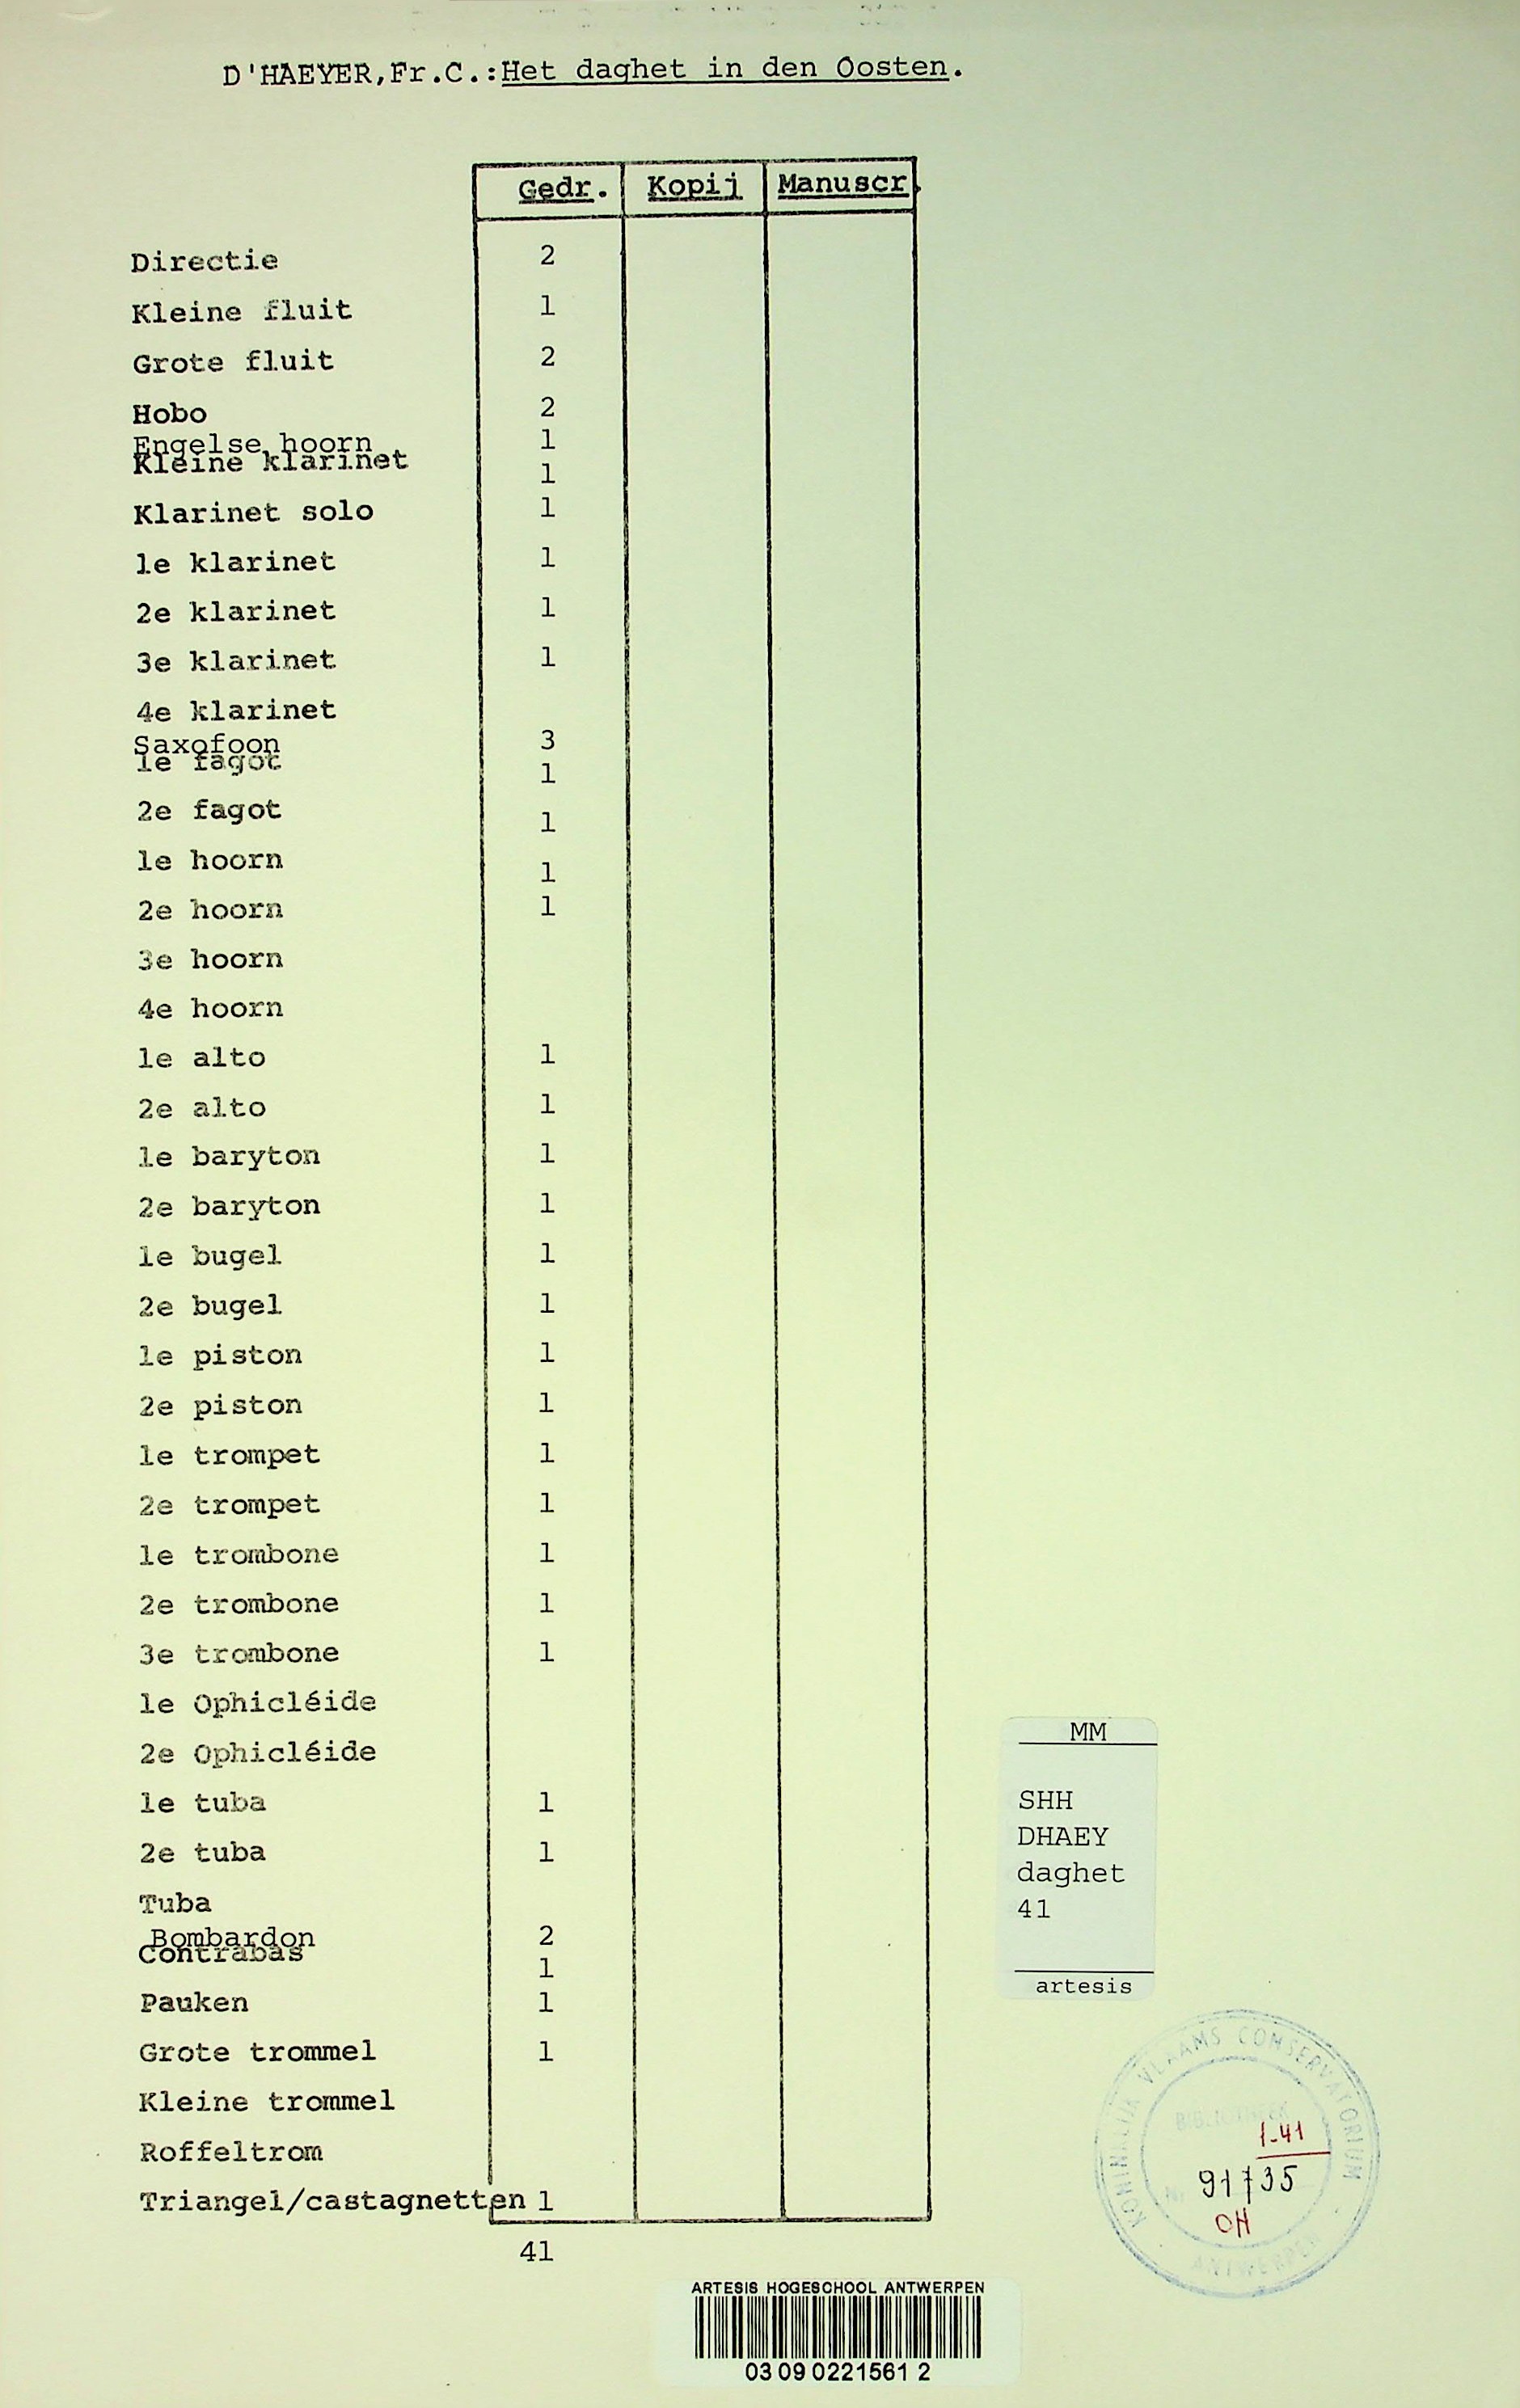 D'HAEYER,Fr.C.:Het daghet in den Oosten.
Gedr. Kopij Manuscr.
Directie 2
Kleine fluit 1
Grote fluit 2
Hobo 2
Engelse hoorn 1
Kleine klarinet 1
Klarinet solo 1
1e klarinet 1
2e klarinet 1
3e klarinet 1
4e klarinet
Saxofoon 3
1e fagot 1
2e fagot 1
1e hoorn 1
2e hoorn 1
3e hoorn
4e hoorn
1e alto 1
2e alto 1
1e baryton 1
2e baryton 1
1e bugel 1
2e bugel 1
1e piston 1
2e piston 1
1e trompet 1
2e trompet 1
1e trombone 1
2e trombone 1
3e trombone 1
1e Ophicléide
2e Ophicléide
1e tuba 1
2e tuba 1
Tuba
Bombardon 2
Contrabas 1
Pauken 1
Grote trommel 1
Kleine trommel
Roffeltrom
Triangel/castagnetten 1
41
MM
SHH
DHAEY
daghet
41
artesis
KONINKLIJK VLAAMS CONSERVATORIUM
BIBLIOTHEEK
1-41
91735
OH
ANTWERPEN
ARTESIS HOGESCHOOL ANTWERPEN
03 09 0221561 2